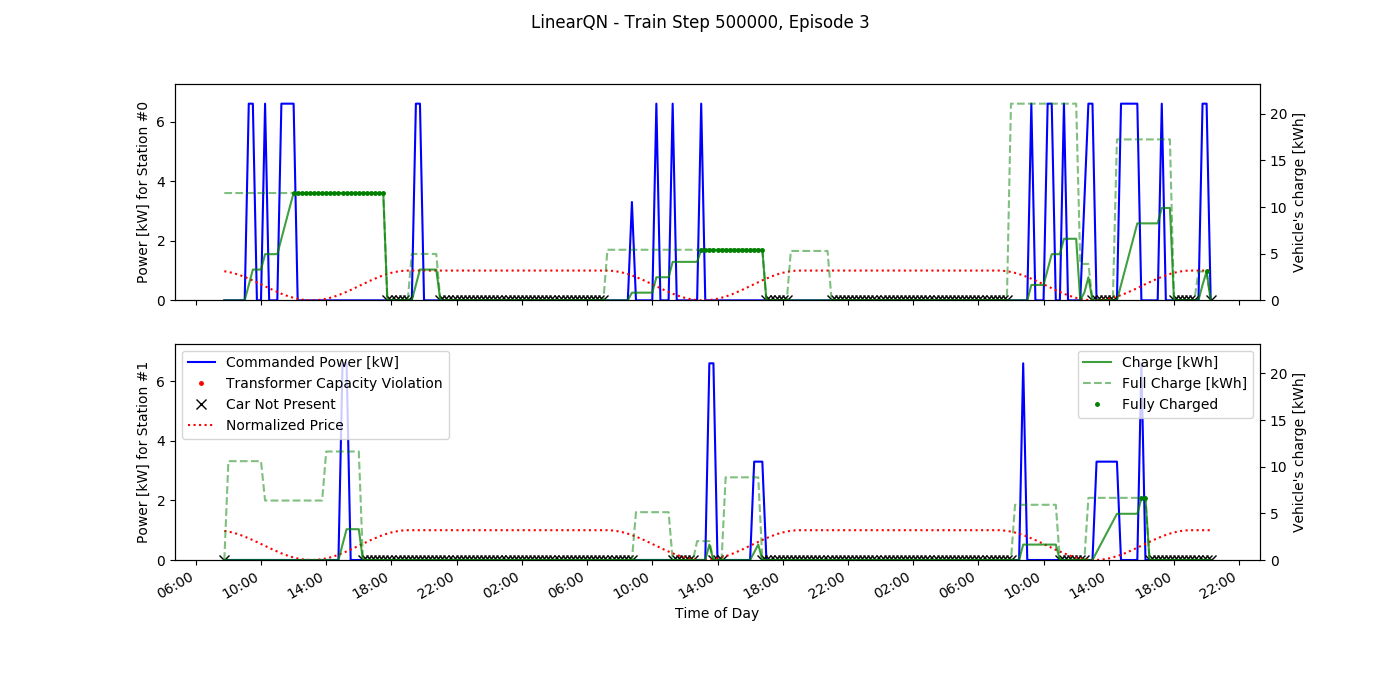 LinearQN - Train Step 500000, Episode 3
Power [kW] for Station #0
0
2
4
6
0
5
10
15
20
Vehicle's charge [kWh]
Power [kW] for Station #1
0
2
4
6
Commanded Power [kW]
Transformer Capacity Violation
Car Not Present
Normalized Price
Charge [kWh]
Full Charge [kWh]
Fully Charged
0
5
10
15
20
Vehicle's charge [kWh]
06:00
10:00
14:00
18:00
22:00
02:00
06:00
10:00
14:00
18:00
22:00
02:00
06:00
10:00
14:00
18:00
22:00
Time of Day